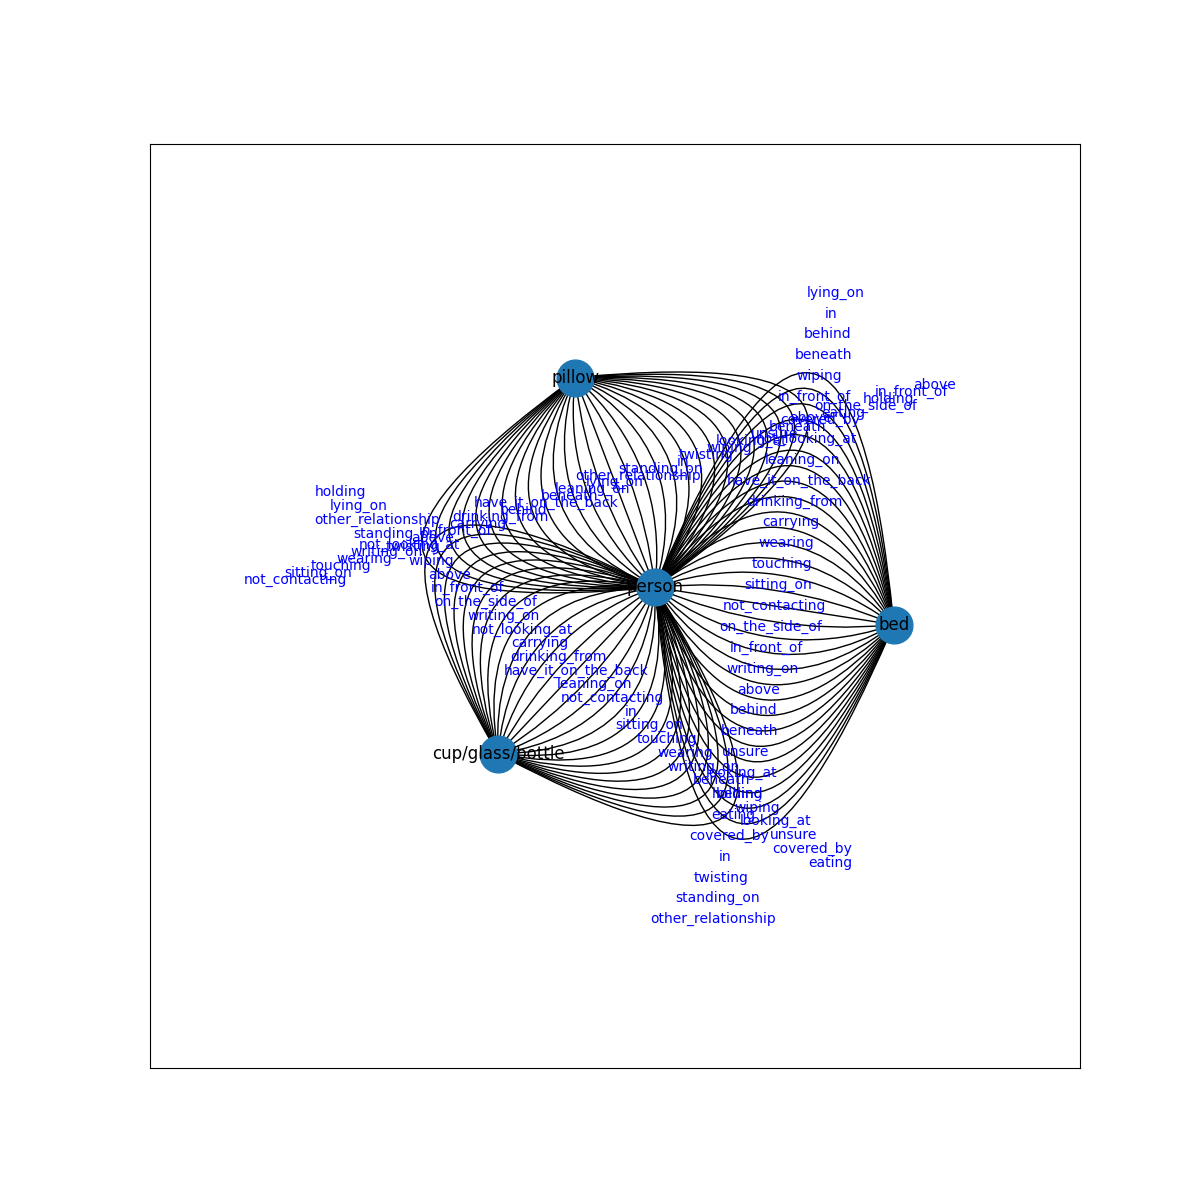 lying_on
in
behind
beneath
wiping
pillow
above
in_front_of
in_front_of
holding
on_the_side_of
eating
above
covered_by
beneath
unsure
not_looking_at
looking_at
wiping
twisting
leaning_on
in
standing_on
other_relationship
have_it_on_the_back
lying_on
leaning_on
holding
beneath
drinking_from
lying_on
have_it_on_the_back
behind
other_relationship
drinking_from
carrying
carrying
standing_on
in_front_of
above
wearing
not_looking_at
twisting
writing_on
wearing
wiping
touching
touching
sitting_on
above
not_contacting
person
sitting_on
in_front_of
on_the_side_of
not_contacting
writing_on
on_the_side_of
bed
not_looking_at
carrying
in_front_of
drinking_from
writing_on
have_it_on_the_back
leaning_on
above
not_contacting
in
behind
sitting_on
beneath
touching
cup/glass/bottle
wearing
unsure
writing_on
looking_at
beneath
holding
behind
wiping
eating
looking_at
covered_by
unsure
covered_by
in
eating
twisting
standing_on
other_relationship